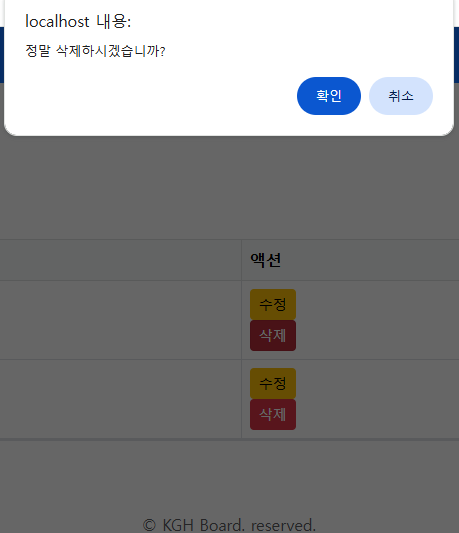 localhost 내용:
정말 삭제하시겠습니까?
확인 취소
액션
수정
삭제
수정
삭제
© KGH Board. reserved.